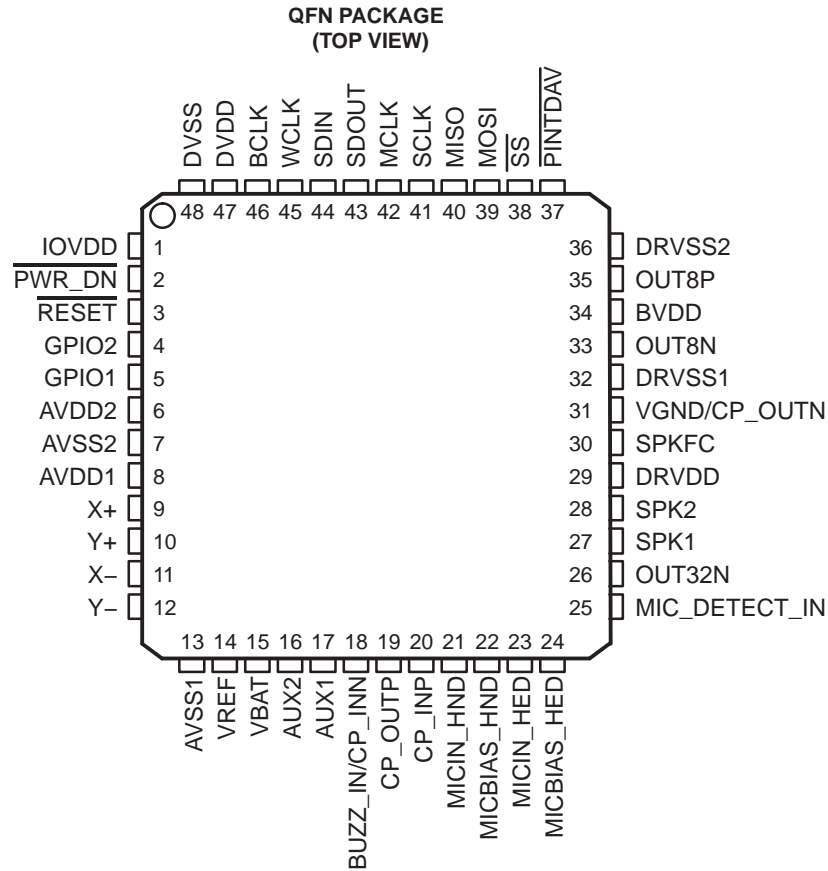 QFN PACKAGE
(TOP VIEW)
DVSS
DVDD
BCLK
WCLK
SDIN
SDOUT
MCLK
SCLK
MISO
MOSI
SS
PINTDAV
48 47 46 45 44 43 42 41 40 39 38 37
IOVDD 1
PWR_DN 2
RESET 3
GPIO2 4
GPIO1 5
AVDD2 6
AVSS2 7
AVDD1 8
X+ 9
Y+ 10
X− 11
Y− 12
36 DRVSS2
35 OUT8P
34 BVDD
33 OUT8N
32 DRVSS1
31 VGND/CP_OUTN
30 SPKFC
29 DRVDD
28 SPK2
27 SPK1
26 OUT32N
25 MIC_DETECT_IN
13 14 15 16 17 18 19 20 21 22 23 24
AVSS1
VREF
VBAT
AUX2
AUX1
BUZZ_IN/CP_INN
CP_OUTP
CP_INP
MICIN_HND
MICBIAS_HND
MICIN_HED
MICBIAS_HED